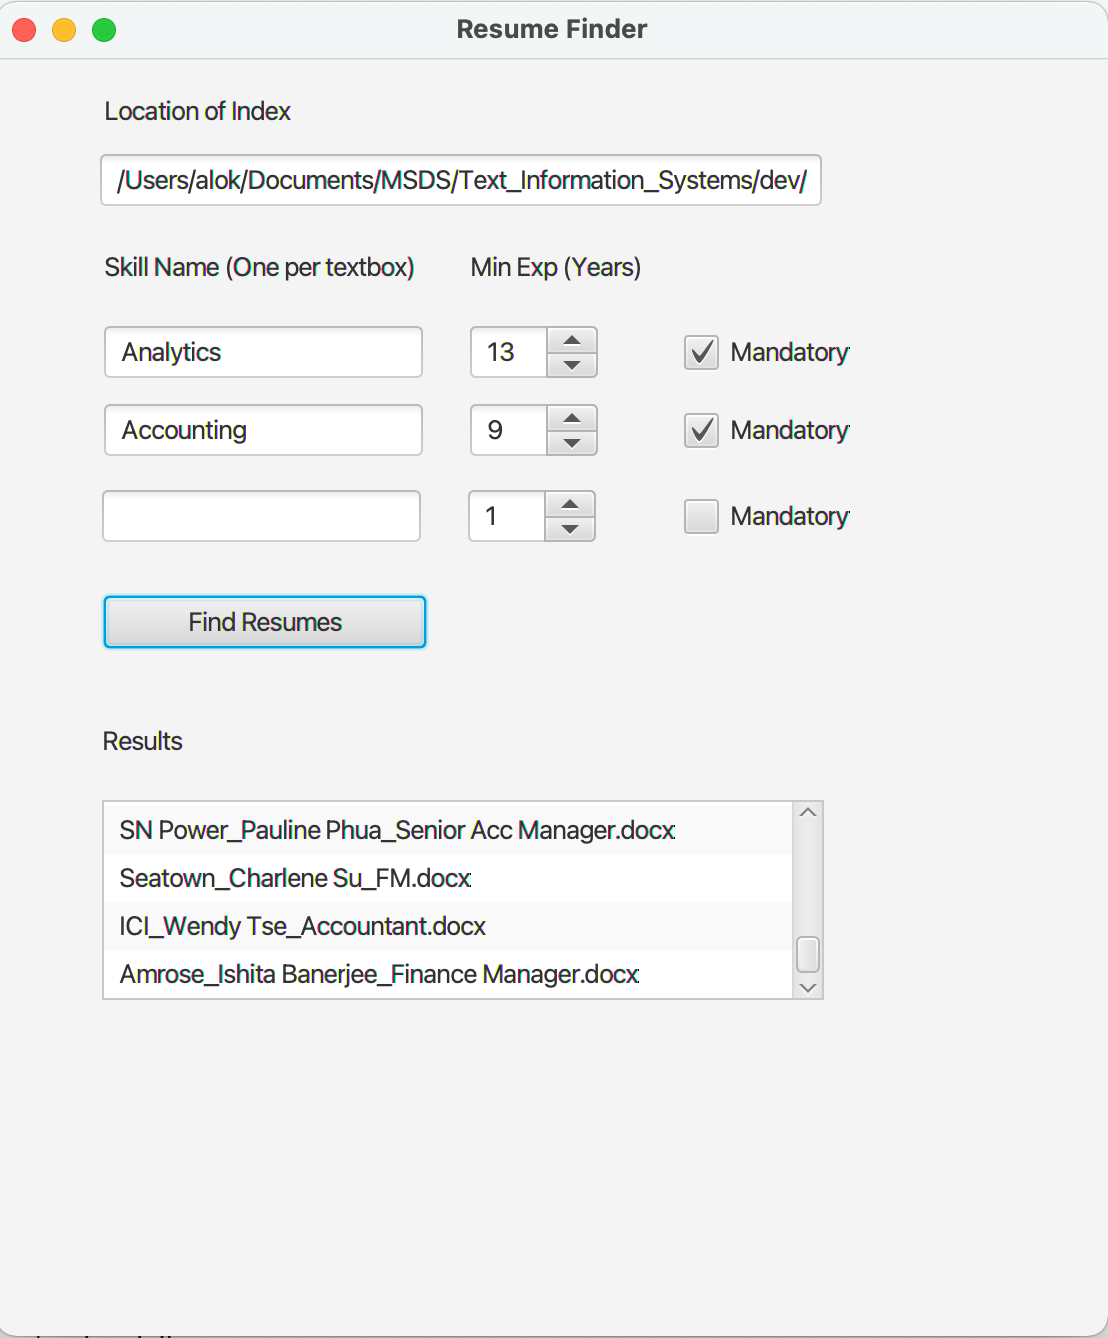 Resume Finder
Location of Index
/Users/alok/Documents/MSDS/Text_Information_Systems/dev/
Skill Name (One per textbox) Min Exp (Years)
Analytics 13 Mandatory
Accounting 9 Mandatory
1 Mandatory
Find Resumes
Results
SN Power_Pauline Phua_Senior Acc Manager.docx
Seatown_Charlene Su_FM.docx
ICI_Wendy Tse_Accountant.docx
Amrose_Ishita Banerjee_Finance Manager.docx